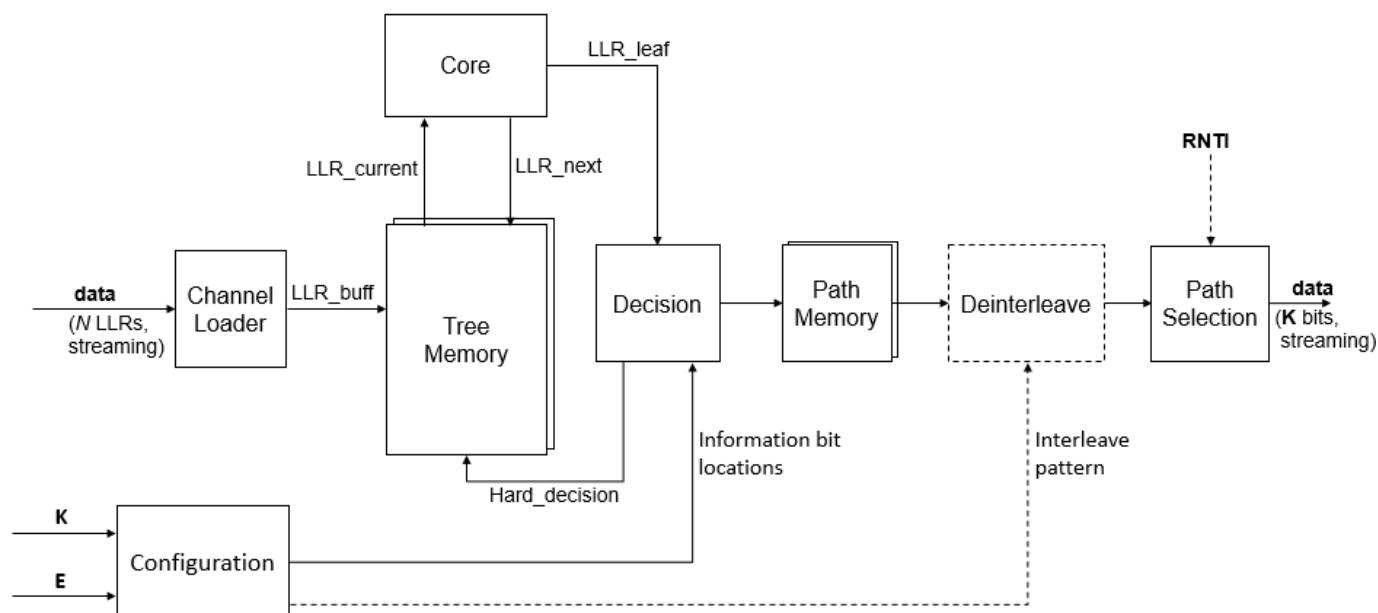 Core
LLR_leaf
LLR_current
LLR_next
RNTI
data
(N LLRs,
streaming)
Channel
Loader
LLR_buff
Tree
Memory
Decision
Path
Memory
Deinterleave
Path
Selection
data
(K bits,
streaming)
Information bit
locations
Interleave
pattern
Hard_decision
K
Configuration
E